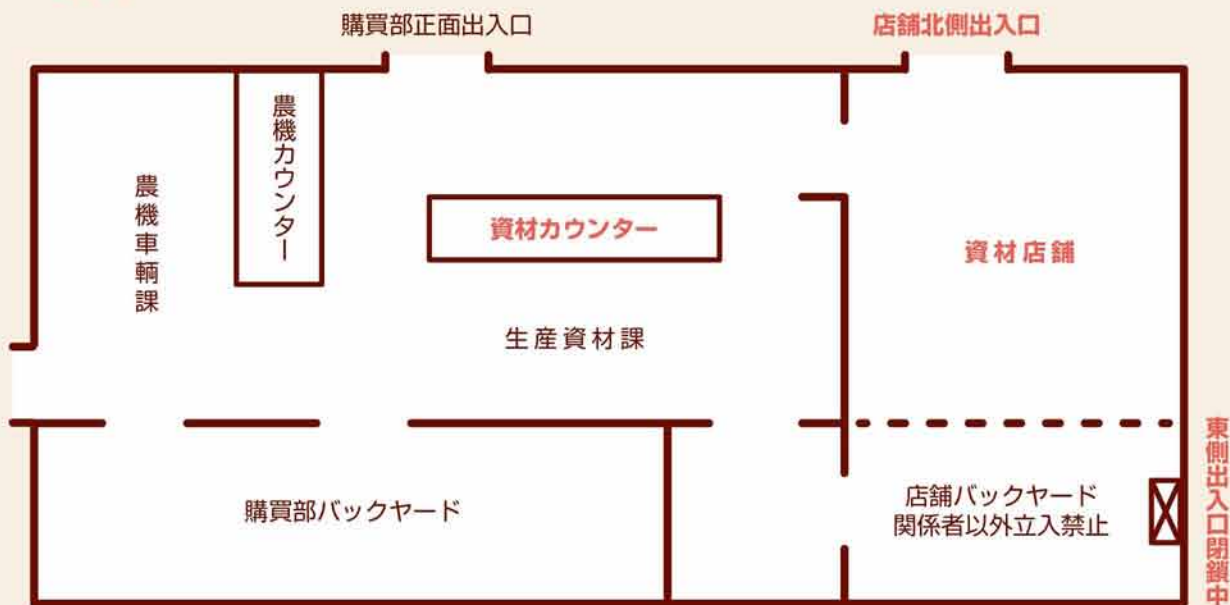 購買部正面出入口
店舗北側出入口
農機カウンター
農機車輌課
資材カウンター
資材店舗
生産資材課
購買部バックヤード
店舗バックヤード
関係者以外立入禁止
東側出入口閉鎖中